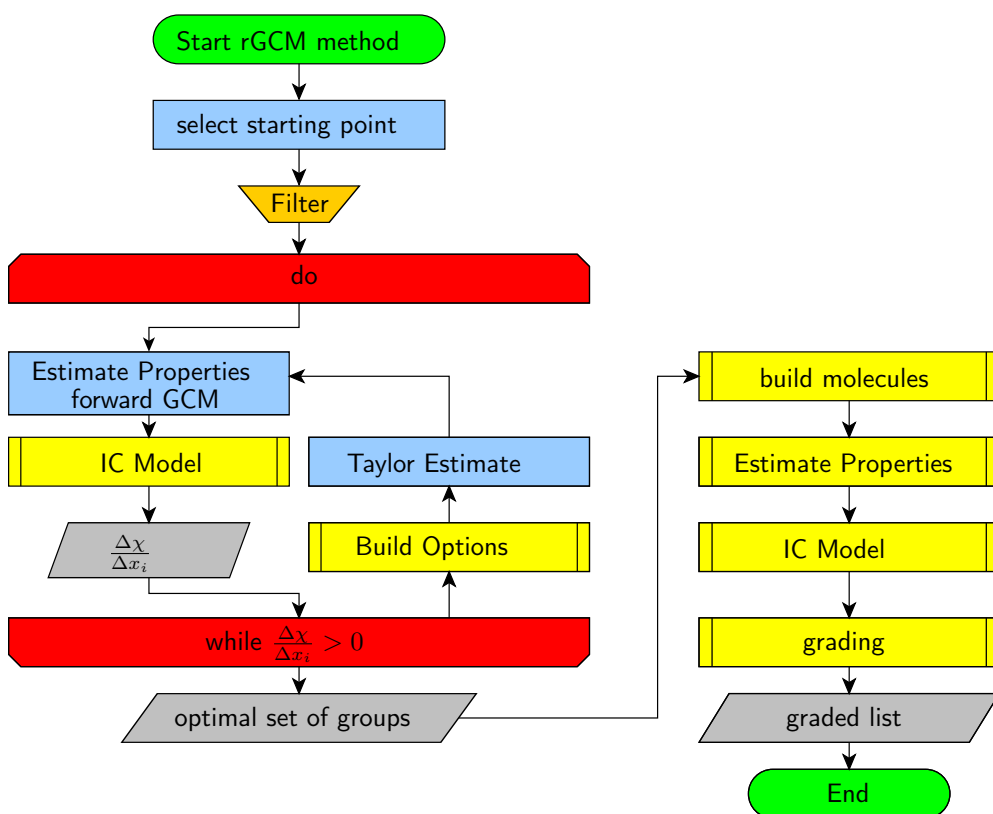 Start rGCM method
select starting point
Filter
do
Estimate Properties
forward GCM
IC Model
Δχ/Δx_i
Taylor Estimate
Build Options
while Δχ/Δx_i > 0
optimal set of groups
build molecules
Estimate Properties
IC Model
grading
graded list
End